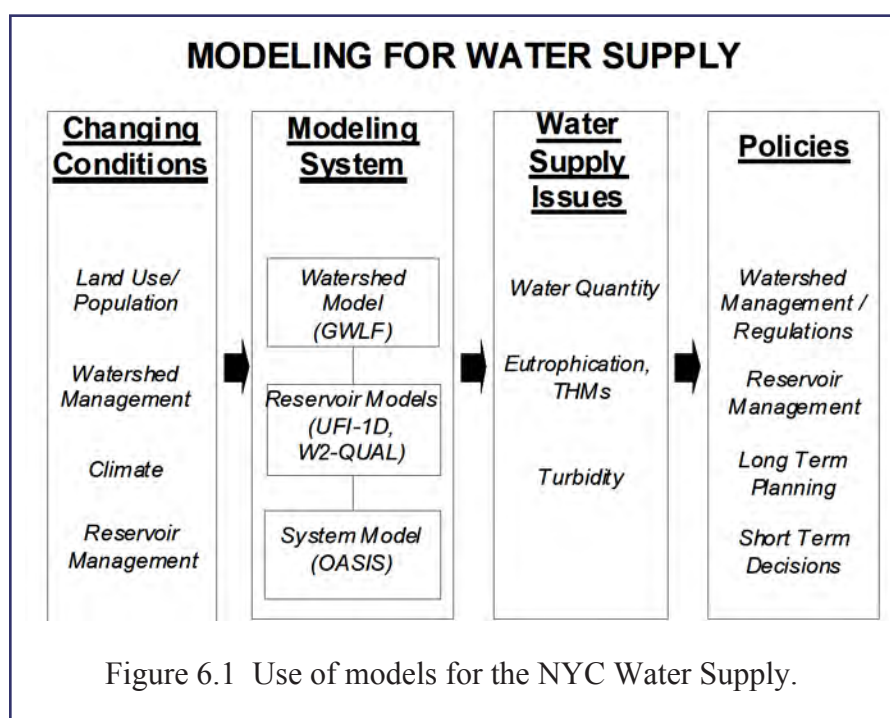 MODELING FOR WATER SUPPLY
Changing
Conditions
Land Use/
Population
Watershed
Management
Climate
Reservoir
Management
Modeling
System
Watershed
Model
(GWLF)
Reservoir Models
(UFI-1D,
W2-QUAL)
System Model
(OASIS)
Water
Supply
Issues
Water Quantity
Eutrophication,
THMs
Turbidity
Policies
Watershed
Management /
Regulations
Reservoir
Management
Long Term
Planning
Short Term
Decisions
Figure 6.1 Use of models for the NYC Water Supply.